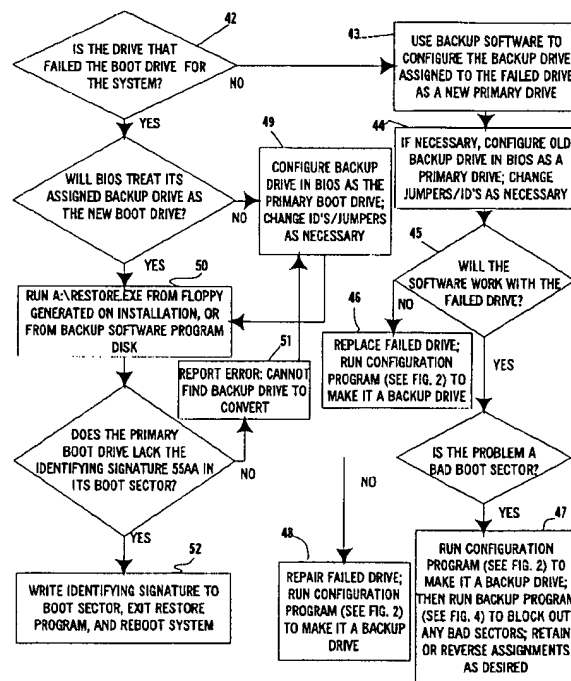 42
IS THE DRIVE THAT
FAILED THE BOOT DRIVE FOR
THE SYSTEM?
NO
YES
43
USE BACKUP SOFTWARE TO
CONFIGURE THE BACKUP DRIVE
ASSIGNED TO THE FAILED DRIVE
AS A NEW PRIMARY DRIVE
44
IF NECESSARY, CONFIGURE OLD
BACKUP DRIVE IN BIOS AS A
PRIMARY DRIVE; CHANGE
JUMPERS/ID'S AS NECESSARY
WILL BIOS TREAT ITS
ASSIGNED BACKUP DRIVE AS
THE NEW BOOT DRIVE?
NO
YES
49
CONFIGURE BACKUP
DRIVE IN BIOS AS THE
PRIMARY BOOT DRIVE;
CHANGE ID'S/JUMPERS
AS NECESSARY
45
WILL THE
SOFTWARE WORK WITH THE
FAILED DRIVE?
NO
YES
50
RUN A:\RESTORE.EXE FROM FLOPPY
GENERATED ON INSTALLATION, OR
FROM BACKUP SOFTWARE PROGRAM
DISK
46
REPLACE FAILED DRIVE;
RUN CONFIGURATION
PROGRAM (SEE FIG. 2) TO
MAKE IT A BACKUP DRIVE
51
REPORT ERROR: CANNOT
FIND BACKUP DRIVE TO
CONVERT
DOES THE PRIMARY
BOOT DRIVE LACK THE
IDENTIFYING SIGNATURE 55AA IN
ITS BOOT SECTOR?
NO
YES
IS THE PROBLEM A
BAD BOOT SECTOR?
NO
YES
52
WRITE IDENTIFYING SIGNATURE TO
BOOT SECTOR, EXIT RESTORE
PROGRAM, AND REBOOT SYSTEM
48
REPAIR FAILED DRIVE;
RUN CONFIGURATION
PROGRAM (SEE FIG. 2)
TO MAKE IT A BACKUP
DRIVE
47
RUN CONFIGURATION
PROGRAM (SEE FIG. 2) TO
MAKE IT A BACKUP DRIVE;
THEN RUN BACKUP PROGRAM
(SEE FIG. 4) TO BLOCK OUT
ANY BAD SECTORS; RETAIN
OR REVERSE ASSIGNMENTS
AS DESIRED